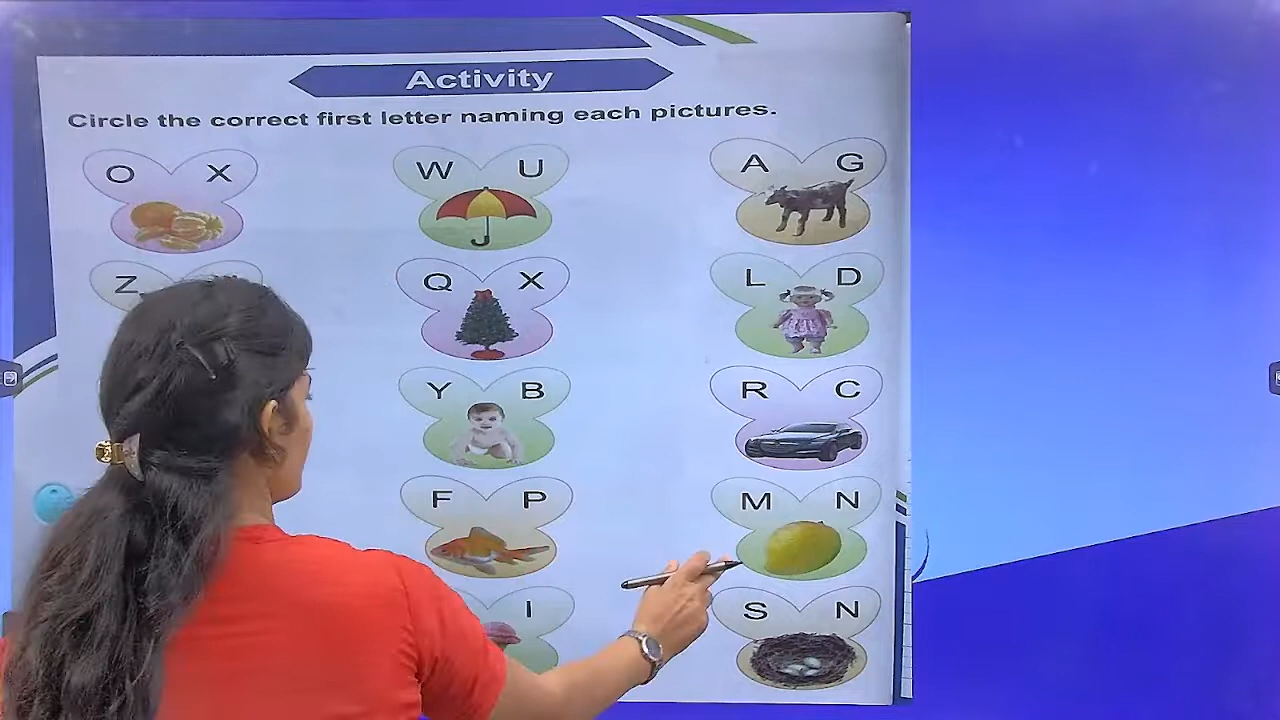 Activity
Circle the correct first letter naming each pictures.
O X W U A G
Z Q X L D
Y B R C
F P M N
I S N